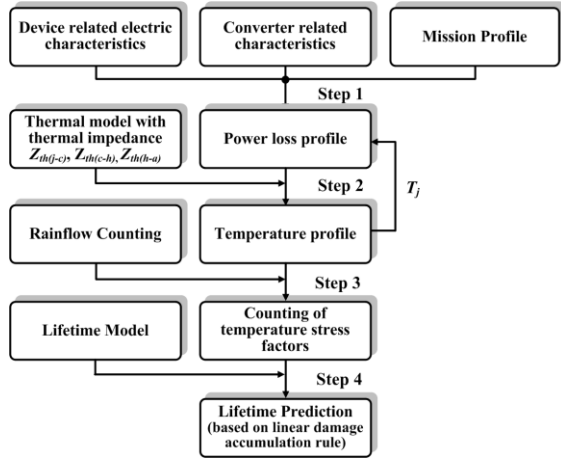 Device related electric
characteristics
Converter related
characteristics
Mission Profile
Step 1
Thermal model with
thermal impedance
Zth(j-c), Zth(c-h), Zth(h-a)
Power loss profile
Step 2
Tj
Rainflow Counting
Temperature profile
Step 3
Lifetime Model
Counting of
temperature stress
factors
Step 4
Lifetime Prediction
(based on linear damage
accumulation rule)